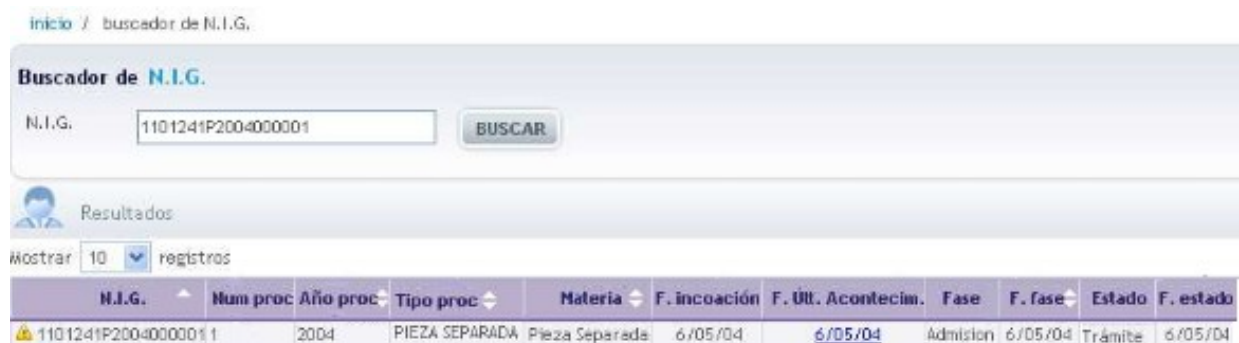 inicio / buscador de N.I.G.
Buscador de N.I.G.
N.I.G. 1101241P2004000001 BUSCAR
Resultados
Mostrar 10 registros
N.I.G. Num proc Año proc Tipo proc Materia F. incoación F. Últ. Acontecim. Fase F. fase Estado F. estado
1101241P2004000001 1 2004 PIEZA SEPARADA Pieza Separada 6/05/04 6/05/04 Admision 6/05/04 Trámite 6/05/04